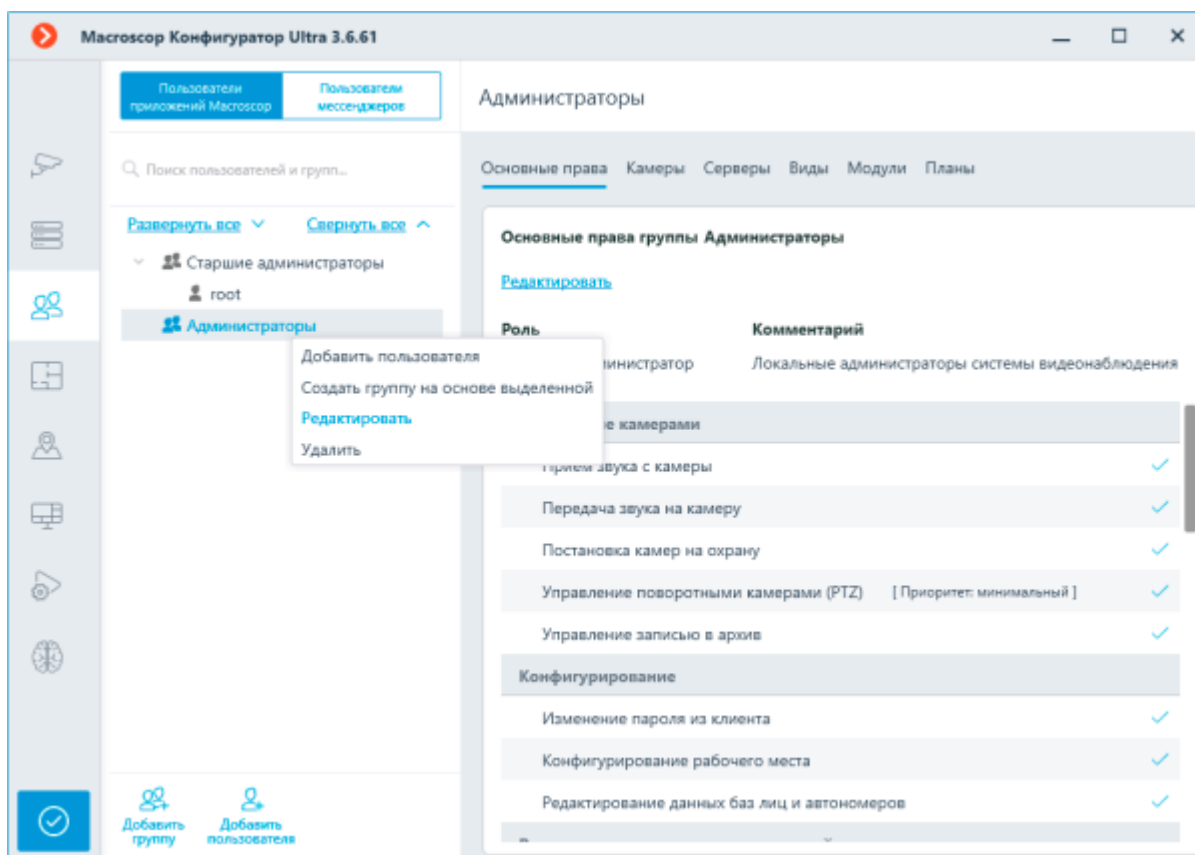 Macroscop Конфигуратор Ultra 3.6.61
Пользователи приложений Macroscop
Пользователи мессенджеров
Поиск пользователей и групп...
Развернуть все
Свернуть все
Старшие администраторы
root
Администраторы
Добавить пользователя
Создать группу на основе выделенной
Редактировать
Удалить
Добавить группу
Добавить пользователя
Администраторы
Основные права Камеры Серверы Виды Модули Планы
Основные права группы Администраторы
Редактировать
Роль Комментарий
инистратор Локальные администраторы системы видеонаблюдения
е камерами
Прием звука с камеры
Передача звука на камеру
Постановка камер на охрану
Управление поворотными камерами (PTZ) [ Приоритет: минимальный ]
Управление записью в архив
Конфигурирование
Изменение пароля из клиента
Конфигурирование рабочего места
Редактирование данных баз лиц и автономеров